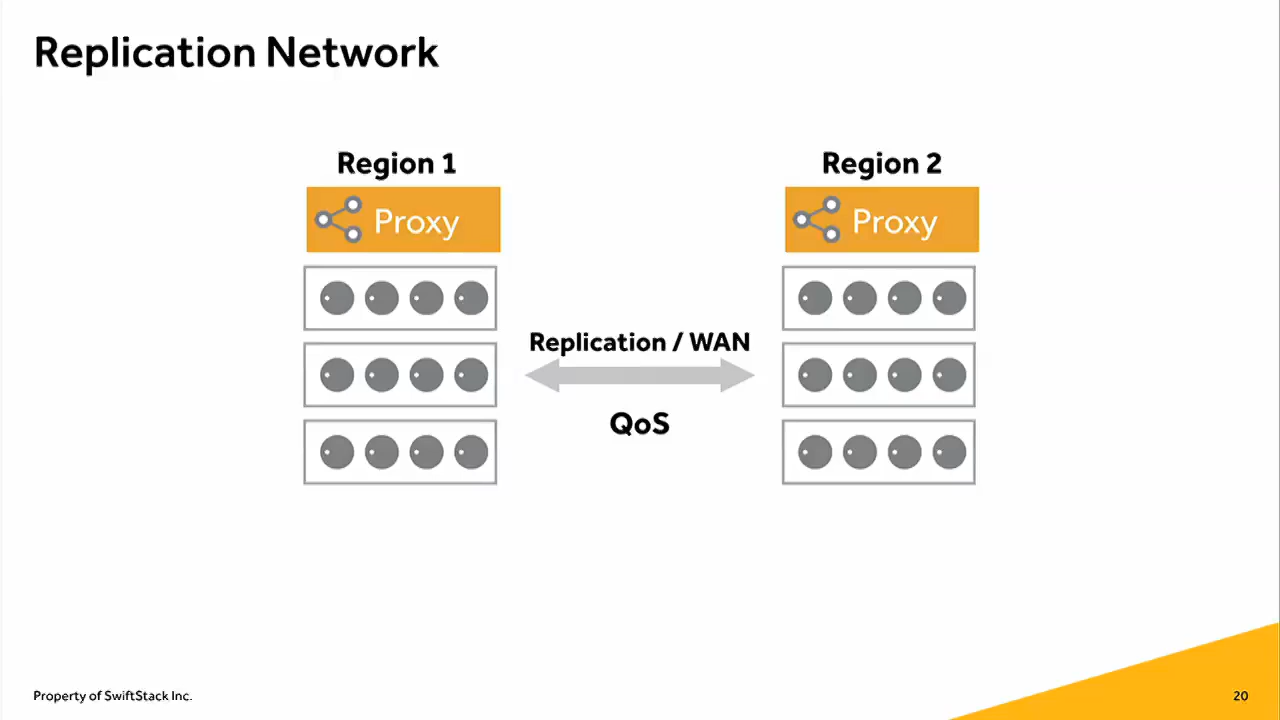 Replication Network
Region 1
Region 2
Proxy
Proxy
Replication / WAN
QoS
Property of SwiftStack Inc.
20